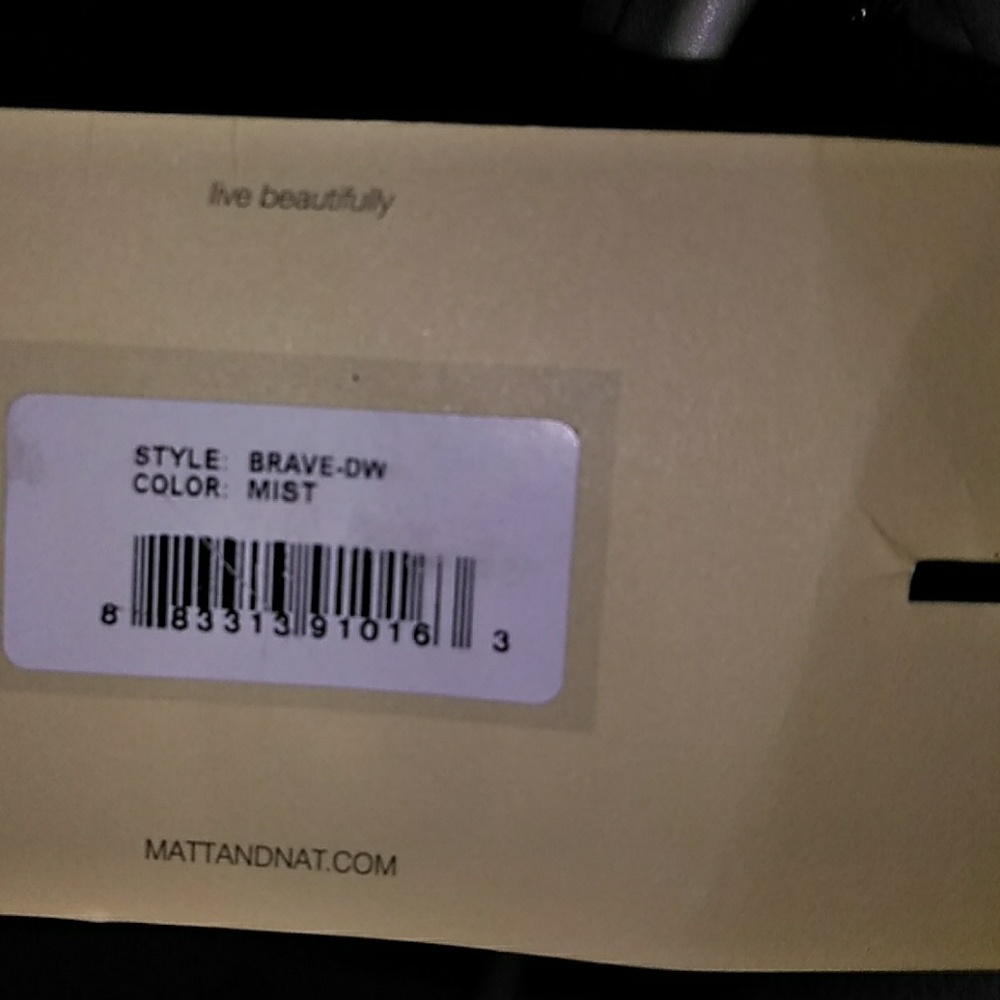 live beautifully
STYLE: BRAVE-DW
COLOR: MIST
8 83313 91016 3
MATTANDNAT.COM